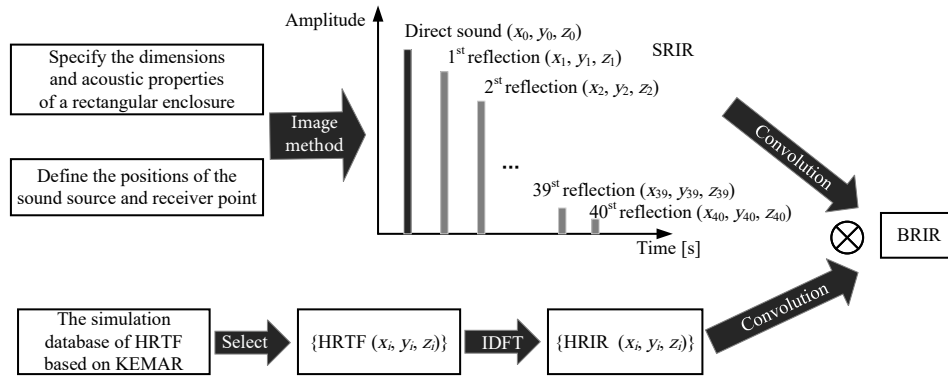 Amplitude
Direct sound (x0, y0, z0)
SRIR
1st reflection (x1, y1, z1)
2st reflection (x2, y2, z2)
...
39st reflection (x39, y39, z39)
40st reflection (x40, y40, z40)
Time [s]
Specify the dimensions
and acoustic properties
of a rectangular enclosure
Define the positions of the
sound source and receiver point
Image
method
Convolution
BRIR
The simulation
database of HRTF
based on KEMAR
Select
{HRTF (xi, yi, zi)}
IDFT
{HRIR (xi, yi, zi)}
Convolution